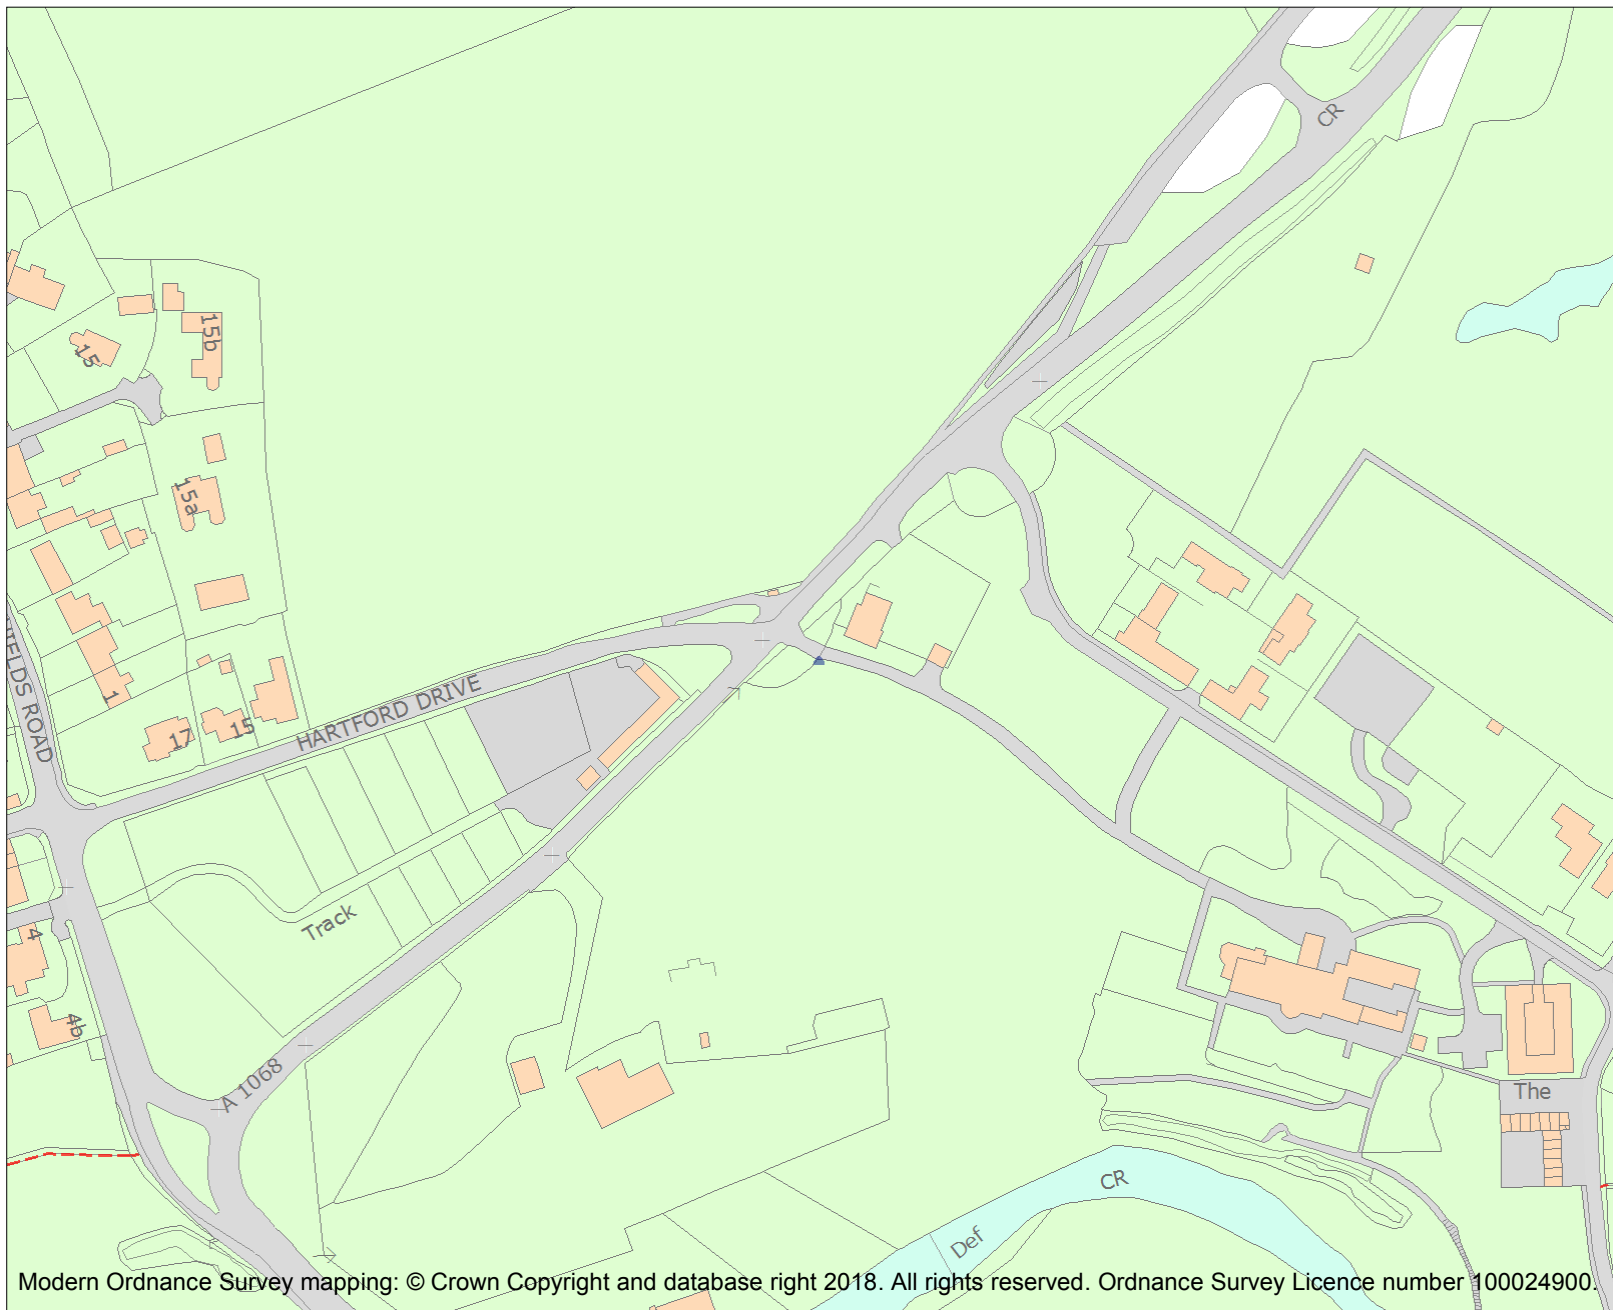 CR
15b
15
15a
1
17
15
HARTFORD DRIVE
ROAD
Track
4
4b
A 1068
The
CR
Def
Modern Ordnance Survey mapping: © Crown Copyright and database right 2018. All rights reserved. Ordnance Survey Licence number 100024900.